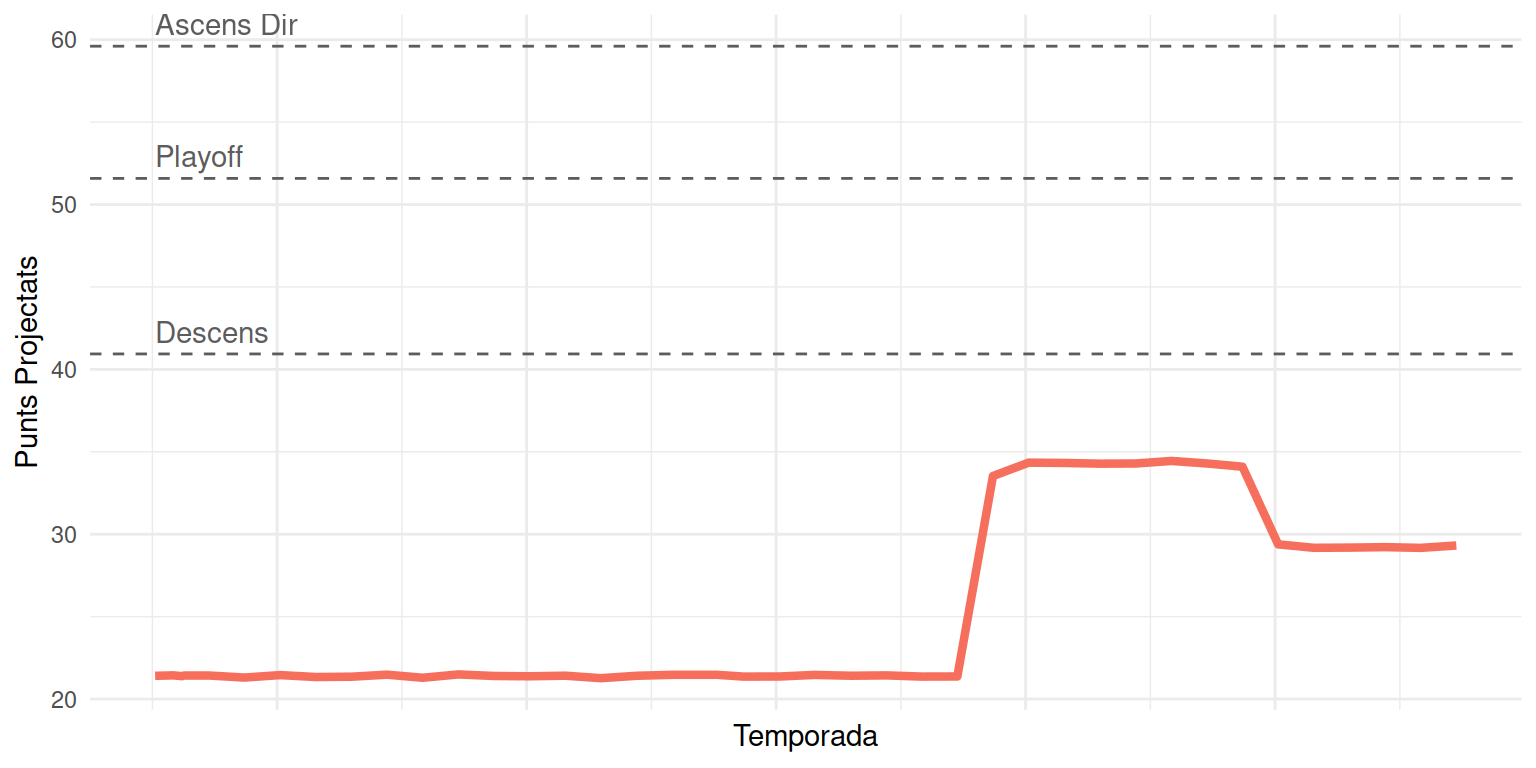 Ascens Dir
60
Playoff
50
Descens
40
30
20
Punts Projectats
Temporada